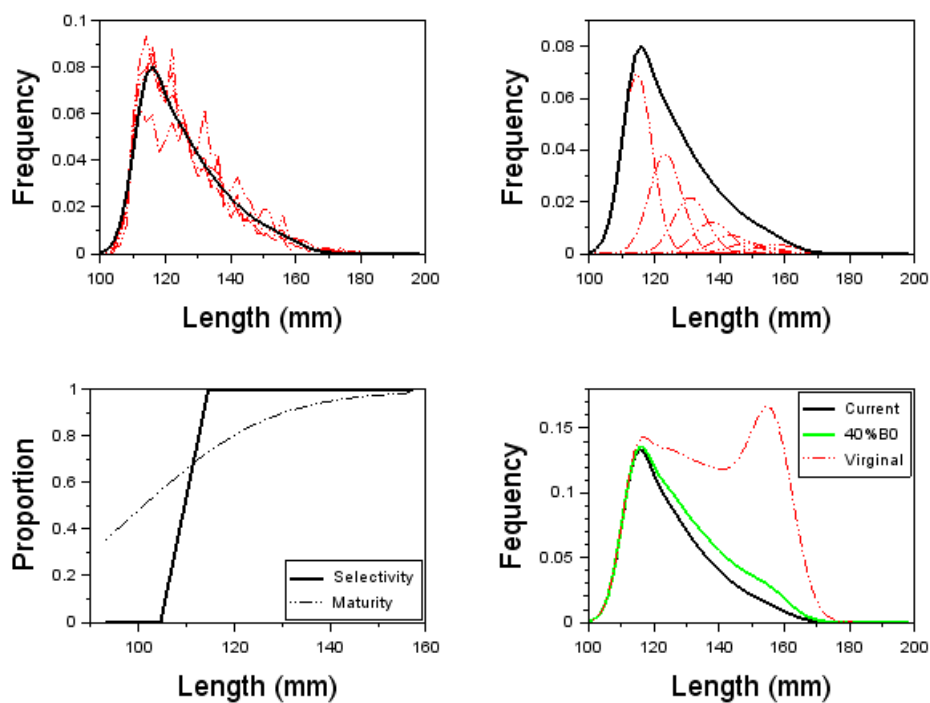 0.1
0.08
0.06
0.04
0.02
0
Frequency
100 120 140 160 180 200
Length (mm)
0.08
0.06
0.04
0.02
0
Frequency
100 120 140 160 180 200
Length (mm)
1
0.8
0.6
0.4
0.2
0
Proportion
Selectivity
Maturity
100 120 140 160
Length (mm)
0.15
0.1
0.05
0
Fequency
Current
40%B0
Virginal
100 120 140 160 180 200
Length (mm)